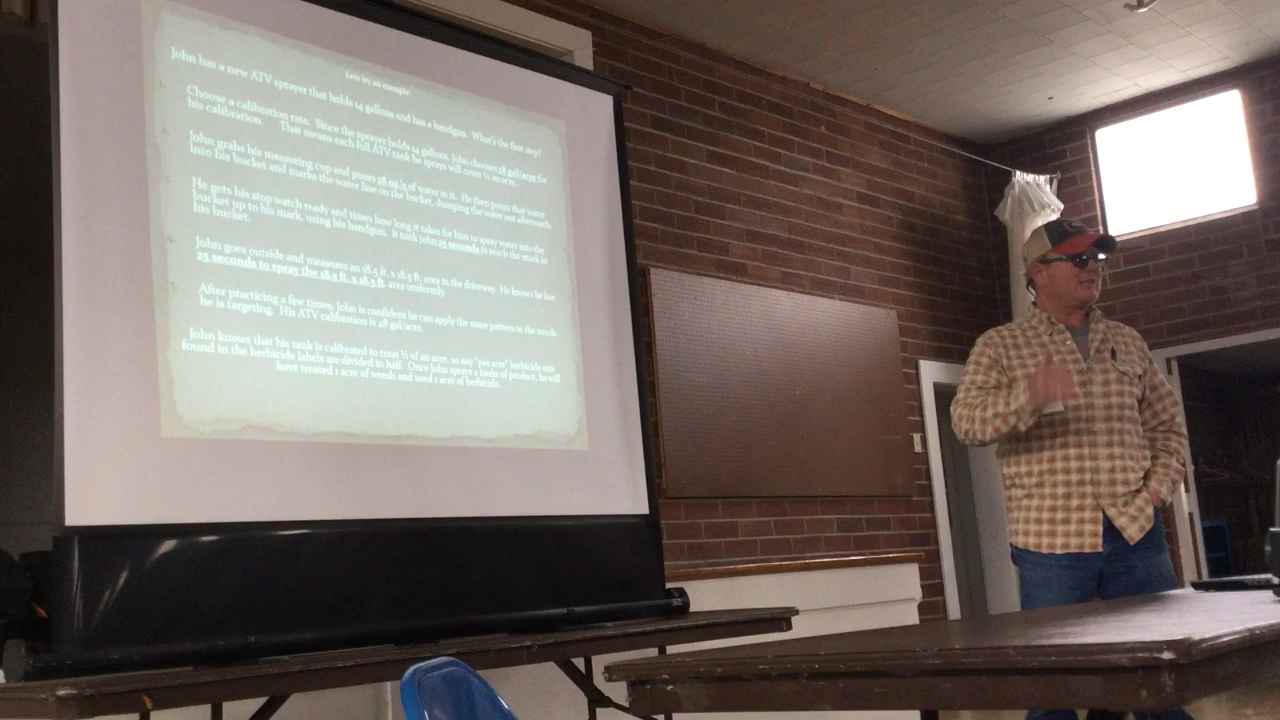 Lets try an example:
John has a new ATV sprayer that holds 14 gallons and has a handgun. What's the first step?
Choose a calibration rate. Since the sprayer holds 14 gallons, John chooses 28 gal/acre for
his calibration. That means each full ATV tank he sprays will cover ½ an acre.
John grabs his measuring cup and pours 28 oz.'s of water in it. He then pours that water
into his bucket and marks the water line on the bucket, dumping the water out afterwards.
He gets his stop watch ready and times how long it takes for him to spray water into the
bucket up to his mark, using his handgun. It took john 25 seconds to reach the mark in
his bucket.
John goes outside and measures an 18.5 ft. x 18.5 ft. area in the driveway. He knows he has
25 seconds to spray the 18.5 ft. x 18.5 ft. area uniformly.
After practicing a few times, John is confident he can apply the same pattern to the weeds
he is targeting. His ATV calibration is 28 gal/acre.
John knows that his tank is calibrated to treat ½ of an acre, so any "per acre" herbicide rate
found in the herbicide labels are divided in half. Once John sprays 2 tanks of product, he will
have treated 1 acre of weeds and used 1 acre of herbicide.